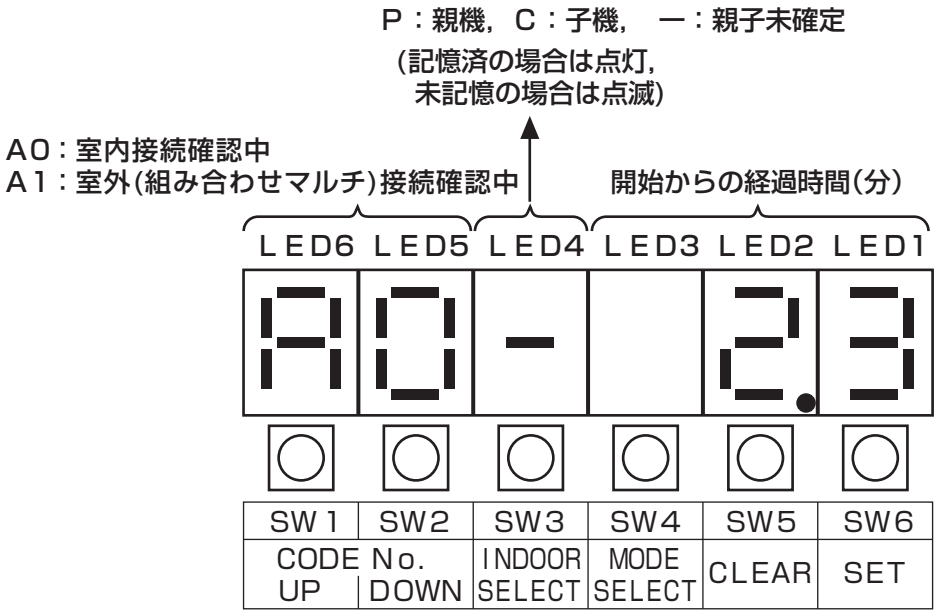 P：親機，C：子機，ー：親子未確定
(記憶済の場合は点灯,
未記憶の場合は点滅)
A0：室内接続確認中
A1：室外(組み合わせマルチ)接続確認中
開始からの経過時間(分)
LED6 LED5 LED4 LED3 LED2 LED1
A0- 2.3
SW1 SW2 SW3 SW4 SW5 SW6
CODE No. INDOOR MODE CLEAR SET
UP DOWN SELECT SELECT